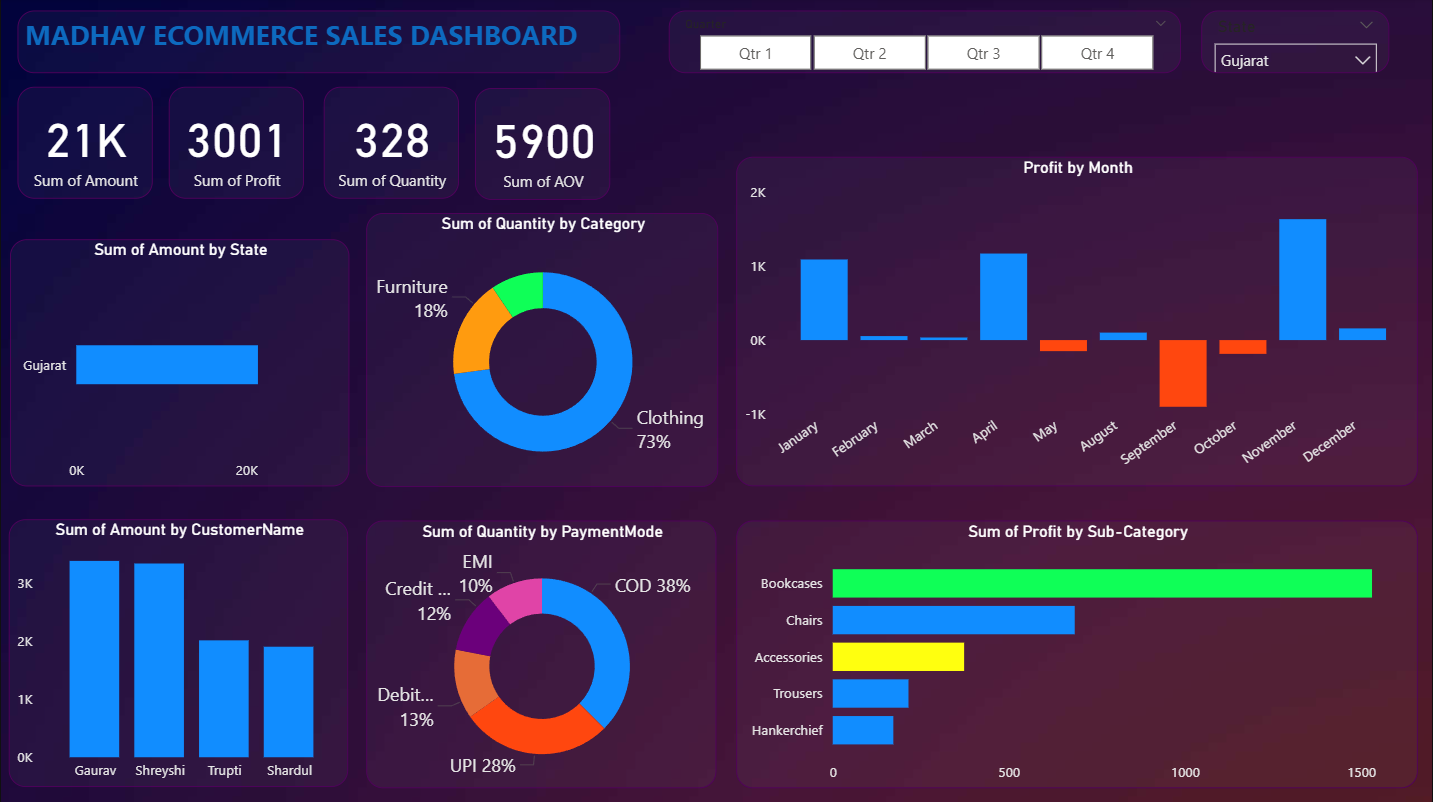 MADHAV ECOMMERCE SALES DASHBOARD
Qtr 1
Qtr 2
Qtr 3
Qtr 4
Gujarat
21K
Sum of Amount
3001
Sum of Profit
328
Sum of Quantity
5900
Sum of AOV
Sum of Amount by State
Gujarat
0K
20K
Sum of Quantity by Category
Furniture
18%
Clothing
73%
Profit by Month
2K
1K
0K
-1K
January
February
March
April
May
August
September
October
November
December
Sum of Amount by CustomerName
3K
2K
1K
0K
Gaurav
Shreyshi
Trupti
Shardul
Sum of Quantity by PaymentMode
EMI
10%
Credit ...
12%
Debit...
13%
UPI 28%
COD 38%
Sum of Profit by Sub-Category
Bookcases
Chairs
Accessories
Trousers
Hankerchief
0
500
1000
1500